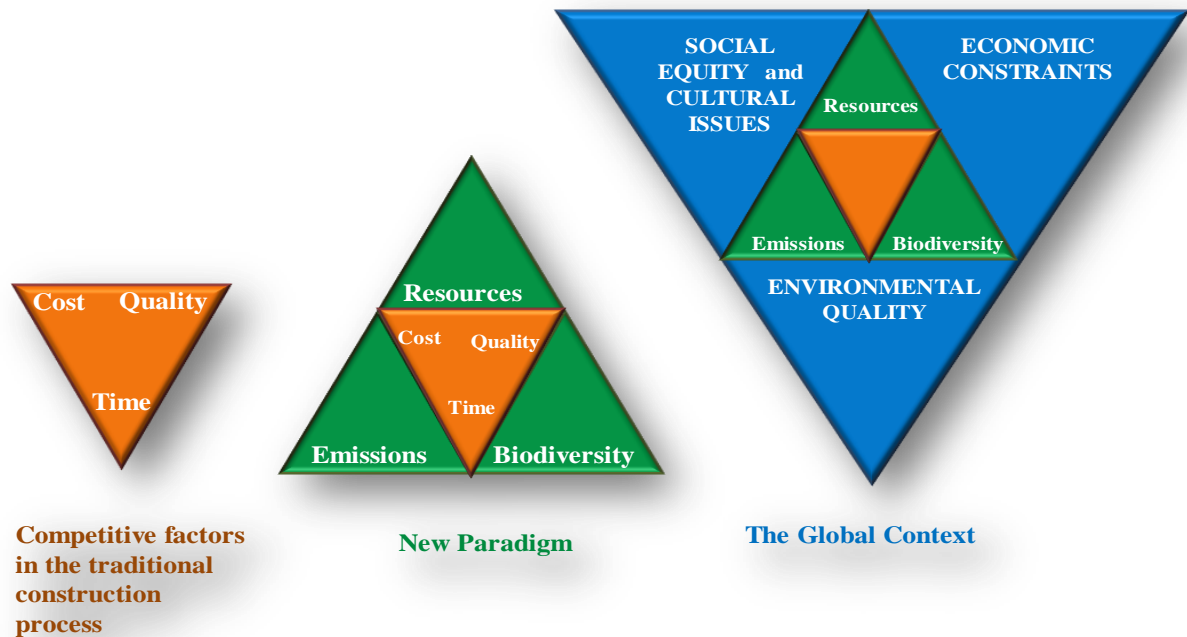 Cost Quality
Time
Competitive factors
in the traditional
construction
process
Resources
Cost
Quality
Time
Emissions
Biodiversity
New Paradigm
SOCIAL
EQUITY and
CULTURAL
ISSUES
ECONOMIC
CONSTRAINTS
Resources
Emissions
Biodiversity
ENVIRONMENTAL
QUALITY
The Global Context